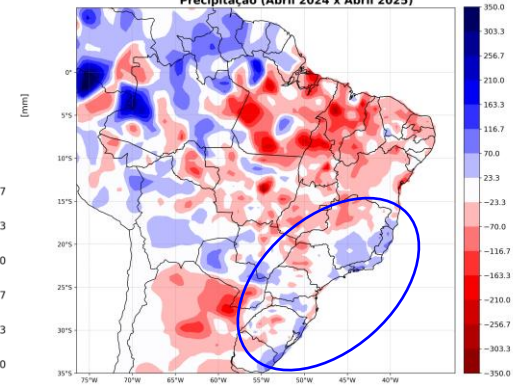 Precipitação (Abril 2024 x Abril 2025)
[mm]
7
3
0
7
3
0
0°
5°S
10°S
15°S
20°S
25°S
30°S
35°S
75°W
70°W
65°W
60°W
55°W
50°W
45°W
40°W
350.0
303.3
256.7
210.0
163.3
116.7
70.0
23.3
−23.3
−70.0
−116.7
−163.3
−210.0
−256.7
−303.3
−350.0